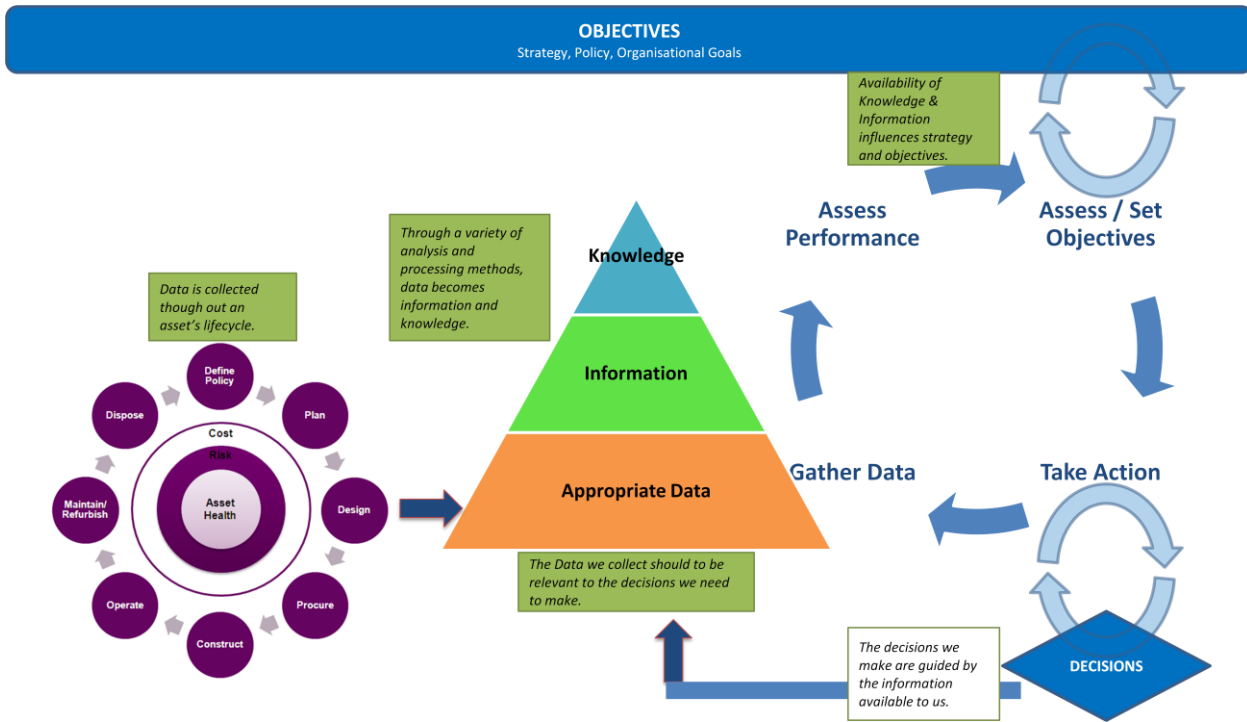 OBJECTIVES
Strategy, Policy, Organisational Goals
Availability of
Knowledge &
Information
influences strategy
and objectives.
Assess
Performance
Assess / Set
Objectives
Through a variety of
analysis and
processing methods,
data becomes
information and
knowledge.
Knowledge
Data is collected
though out an
asset's lifecycle.
Information
Define
Policy
Dispose
Plan
Cost
Risk
Asset
Health
Maintain/
Refurbish
Design
Operate
Procure
Construct
Appropriate Data
Gather Data
Take Action
The Data we collect should to be
relevant to the decisions we need
to make.
The decisions we
make are guided by
the information
available to us.
DECISIONS